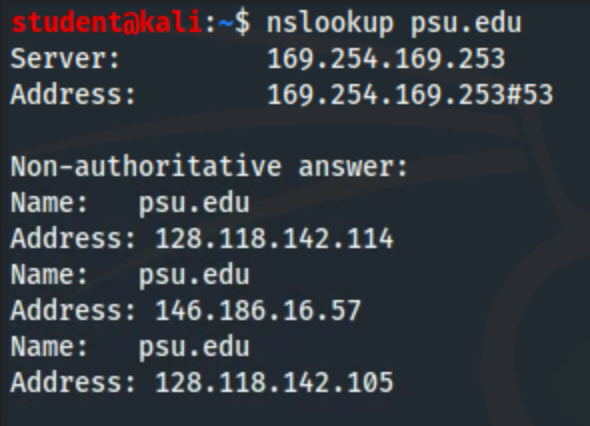 student@kali:~$ nslookup psu.edu
Server: 169.254.169.253
Address: 169.254.169.253#53
Non-authoritative answer:
Name: psu.edu
Address: 128.118.142.114
Name: psu.edu
Address: 146.186.16.57
Name: psu.edu
Address: 128.118.142.105